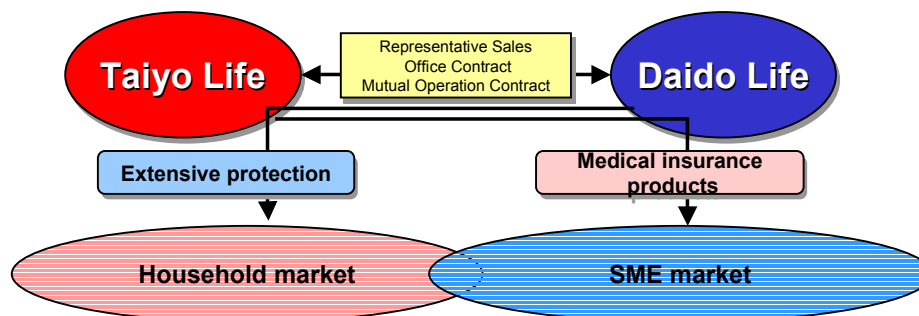 Taiyo Life
Representative Sales
Office Contract
Mutual Operation Contract
Daido Life
Extensive protection
Medical insurance
products
Household market
SME market